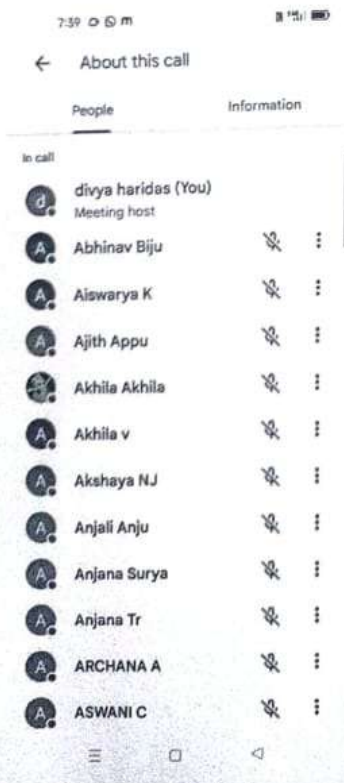 7:39
About this call
People
Information
In call
d
divya haridas (You)
Meeting host
A
Abhinav Biju
A
Aiswarya K
A
Ajith Appu
Akhila Akhila
A
Akhila v
A
Akshaya NJ
A
Anjali Anju
A
Anjana Surya
A
Anjana Tr
A
ARCHANA A
A
ASWANI C